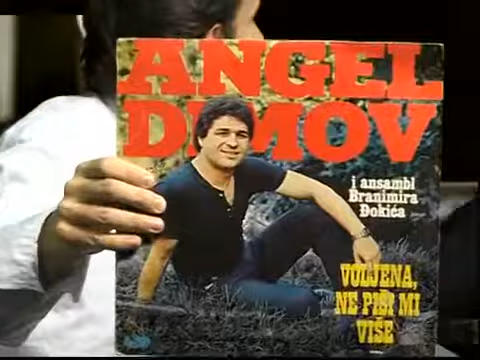 ANGEL
DIMOV
i ansambl
Branimira
Đokića
VOLJENA,
NE PIŠI MI
VIŠE